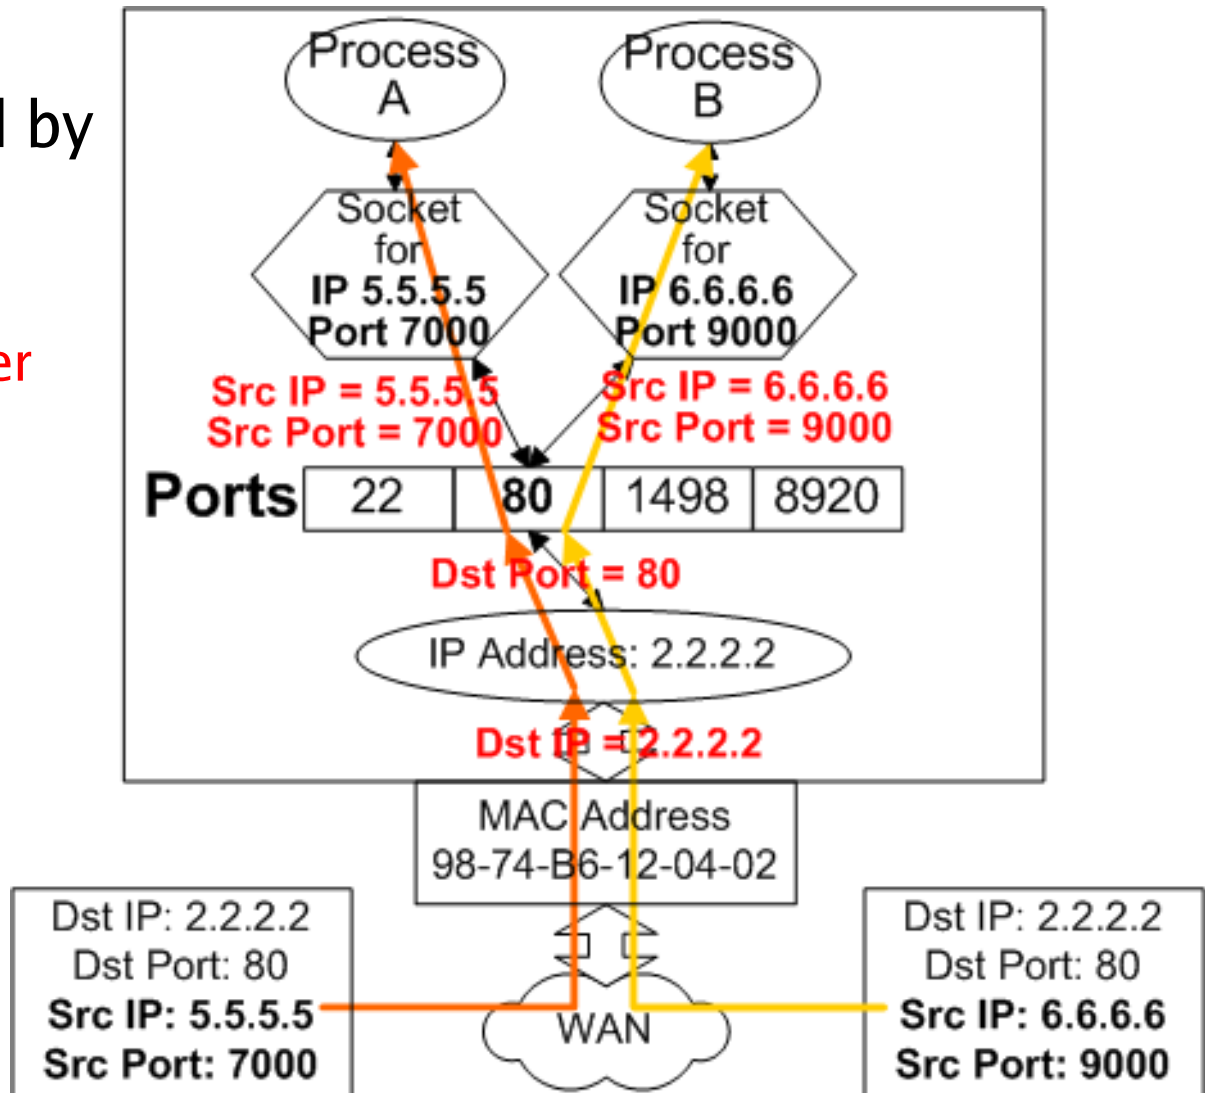 Process
A
Process
B
by
er
Socket
for
IP 5.5.5.5
Port 7000
Socket
for
IP 6.6.6.6
Port 9000
Src IP = 5.5.5.5
Src Port = 7000
Src IP = 6.6.6.6
Src Port = 9000
Ports 22 80 1498 8920
Dst Port = 80
IP Address: 2.2.2.2
Dst IP = 2.2.2.2
MAC Address
98-74-B6-12-04-02
Dst IP: 2.2.2.2
Dst Port: 80
Src IP: 5.5.5.5
Src Port: 7000
WAN
Dst IP: 2.2.2.2
Dst Port: 80
Src IP: 6.6.6.6
Src Port: 9000